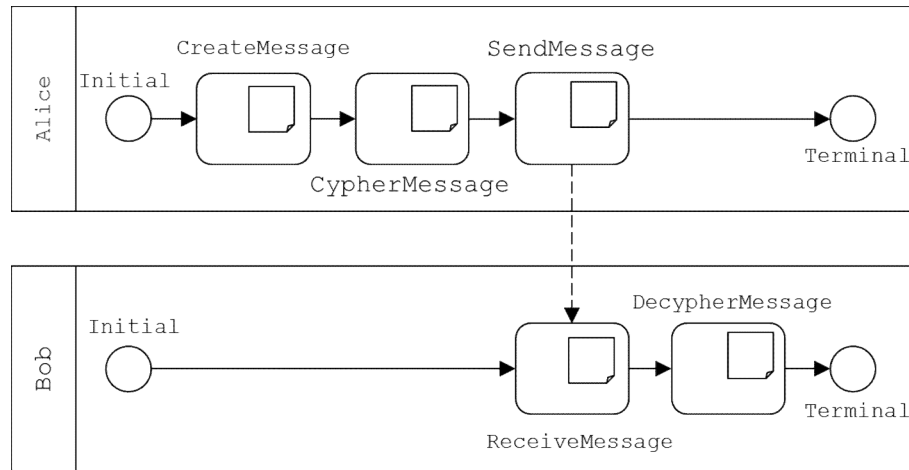 Alice
Initial
CreateMessage
CypherMessage
SendMessage
Terminal
Bob
Initial
ReceiveMessage
DecypherMessage
Terminal